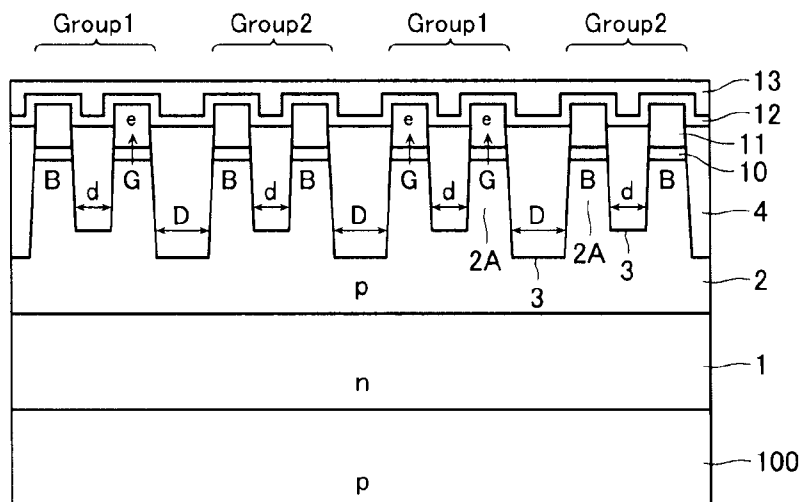 Group1 Group2 Group1 Group2
13
12
e e e
11
10
B d G B d B G d G B d B
4
D D D
2A 3 2A 3
2
p
1
n
100
p